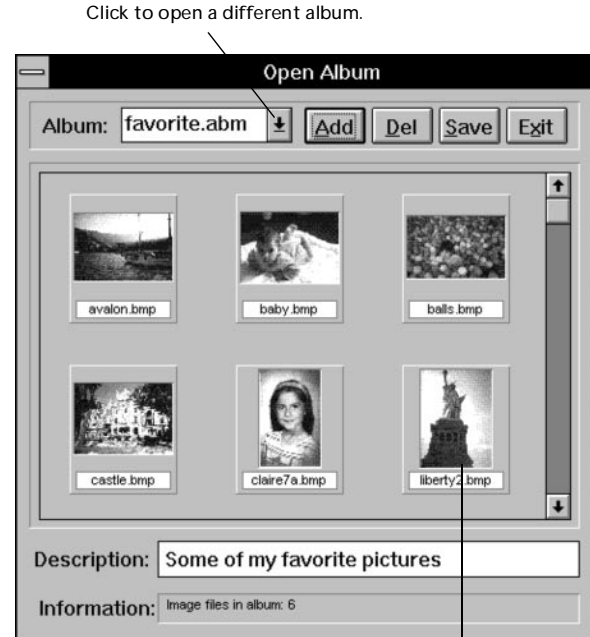 Click to open a different album.
Open Album
Album: favorite.abm Add Del Save Exit
avalon.bmp baby.bmp balls.bmp
castle.bmp claire7a.bmp liberty2.bmp
Description: Some of my favorite pictures
Information: Image files in album: 6